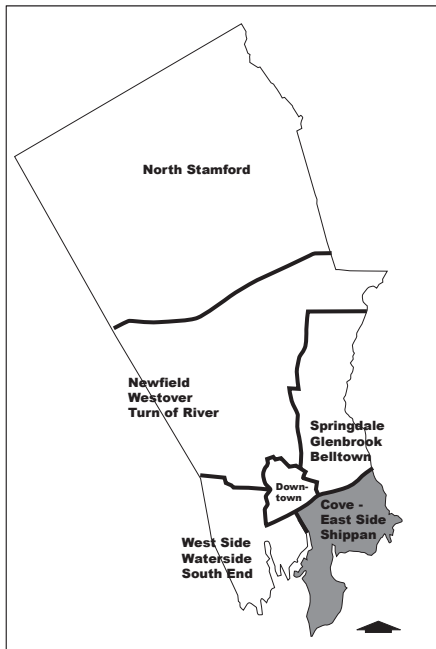 North Stamford
Newfield
Westover
Turn of River
Springdale
Glenbrook
Belltown
Down-
town
Cove -
East Side
Shippan
West Side
Waterside
South End